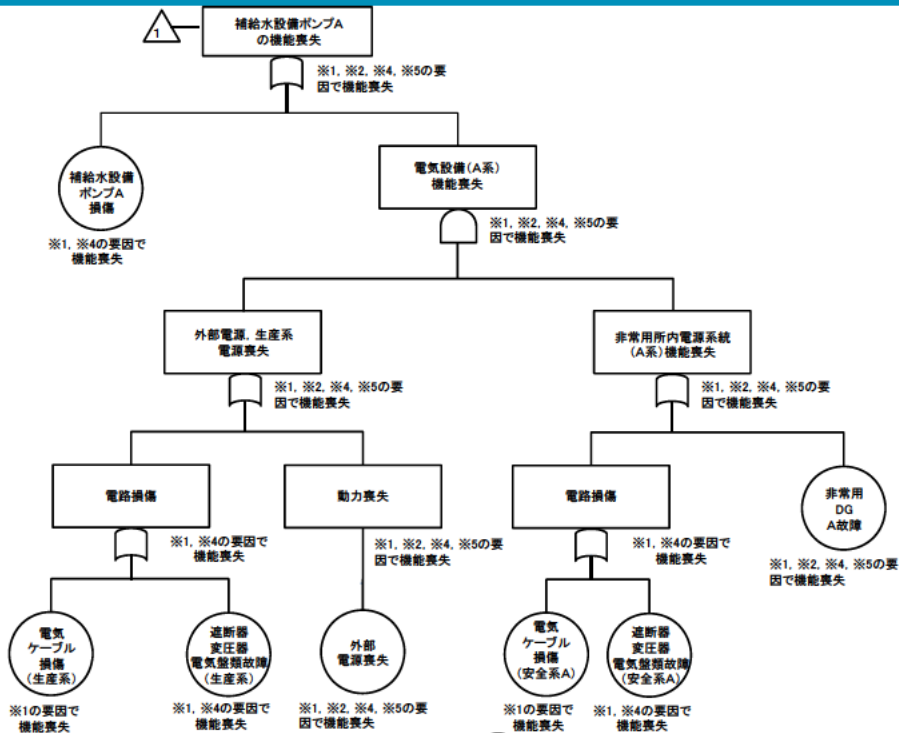 1
補給水設備ポンプA
の機能喪失
※1, ※2, ※4, ※5の要
因で機能喪失
補給水設備
ポンプA
損傷
※1, ※4の要因で
機能喪失
電気設備(A系)
機能喪失
※1, ※2, ※4, ※5の要
因で機能喪失
外部電源, 生産系
電源喪失
※1, ※2, ※4, ※5の要
因で機能喪失
非常用所内電源系統
(A系)機能喪失
※1, ※2, ※4, ※5の要
因で機能喪失
電路損傷
※1, ※4の要因で
機能喪失
動力喪失
※1, ※2, ※4, ※5の要
因で機能喪失
電路損傷
※1, ※4の要因で
機能喪失
非常用
DG
A故障
※1, ※2, ※4, ※5の要
因で機能喪失
電気
ケーブル
損傷
(生産系)
※1の要因で
機能喪失
遮断器
変圧器
電気盤類故障
(生産系)
※1, ※4の要因で
機能喪失
外部
電源喪失
※1, ※2, ※4, ※5の要
因で機能喪失
電気
ケーブル
損傷
(安全系A)
※1の要因で
機能喪失
遮断器
変圧器
電気盤類故障
(安全系A)
※1, ※4の要因で
機能喪失